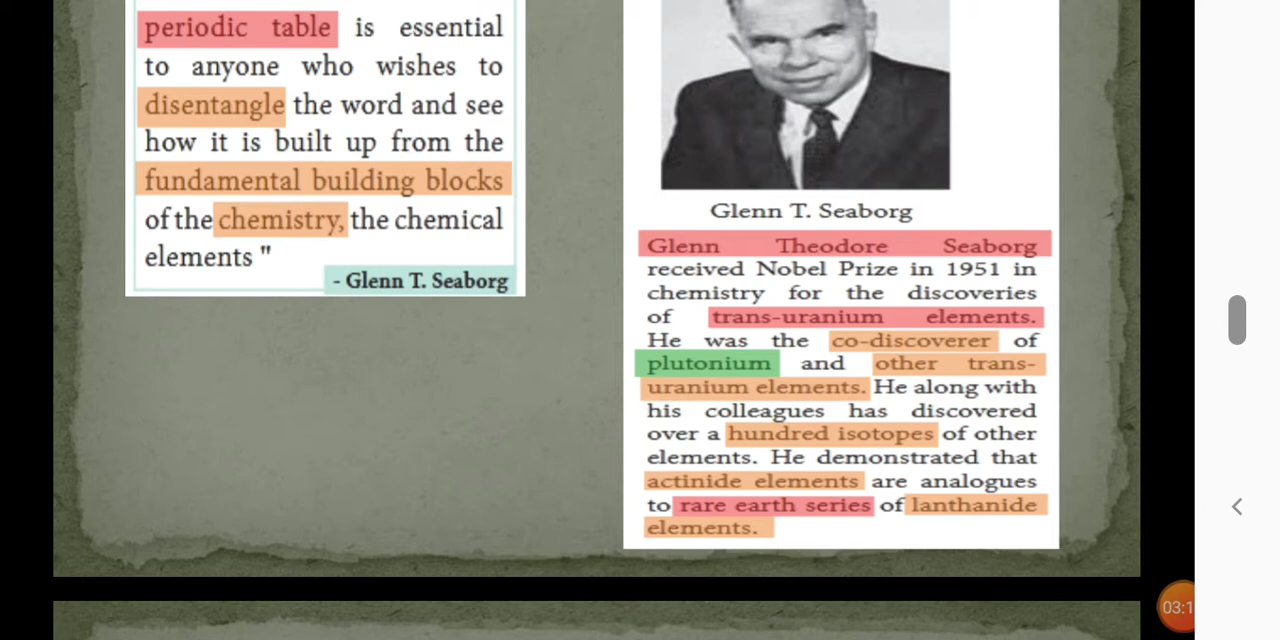 periodic table is essential
to anyone who wishes to
disentangle the word and see
how it is built up from the
fundamental building blocks
of the chemistry, the chemical
elements "
- Glenn T. Seaborg
Glenn T. Seaborg
Glenn Theodore Seaborg
received Nobel Prize in 1951 in
chemistry for the discoveries
of trans-uranium elements.
He was the co-discoverer of
plutonium and other trans-
uranium elements. He along with
his colleagues has discovered
over a hundred isotopes of other
elements. He demonstrated that
actinide elements are analogues
to rare earth series of lanthanide
elements.